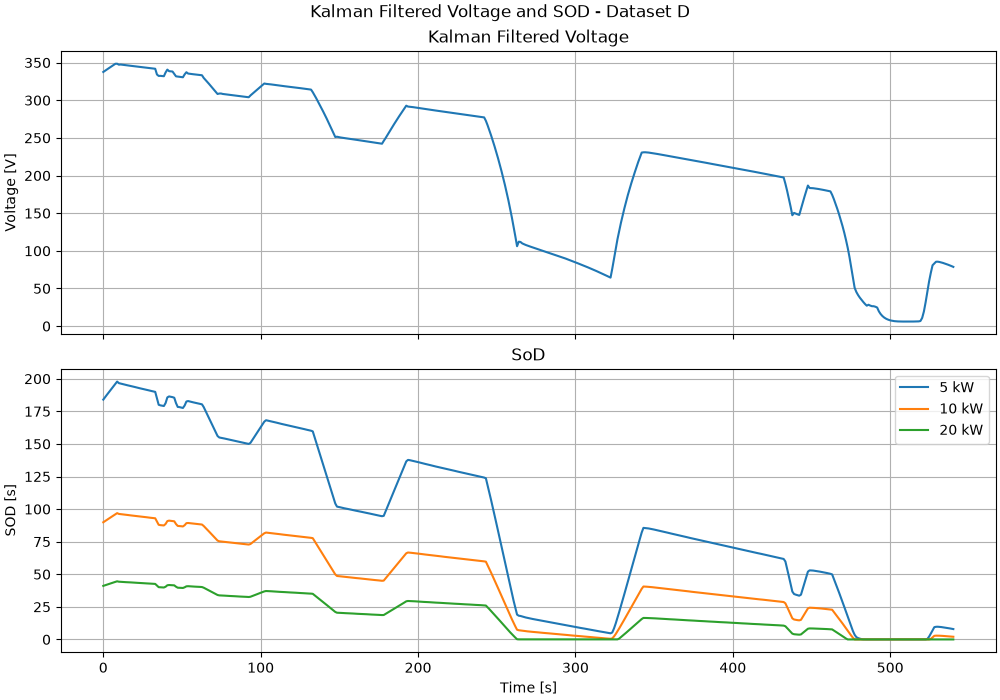 Kalman Filtered Voltage and SOD - Dataset D
Kalman Filtered Voltage
350
300
250
200
150
100
50
0
Voltage [V]
SoD
200
175
150
125
100
75
50
25
0
SOD [s]
5 kW
10 kW
20 kW
0 100 200 300 400 500
Time [s]